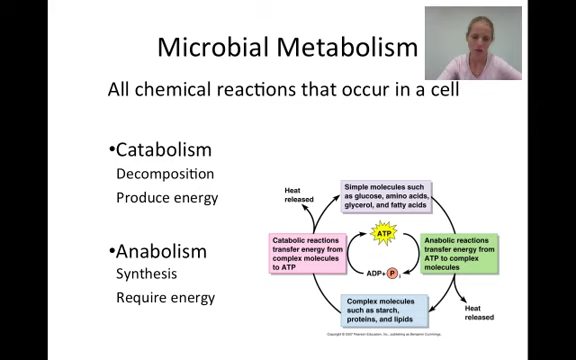 Microbial Metabolism
All chemical reactions that occur in a cell
•Catabolism
Decomposition
Produce energy
•Anabolism
Synthesis
Require energy
Heat
released
Simple molecules such
as glucose, amino acids,
glycerol, and fatty acids
Catabolic reactions
transfer energy from
complex molecules
to ATP
ATP
ADP+ P i
Anabolic reactions
transfer energy from
ATP to complex
molecules
Complex molecules
such as starch,
proteins, and lipids
Heat
released
Copyright © 2007 Pearson Education, Inc., publishing as Benjamin Cummings.